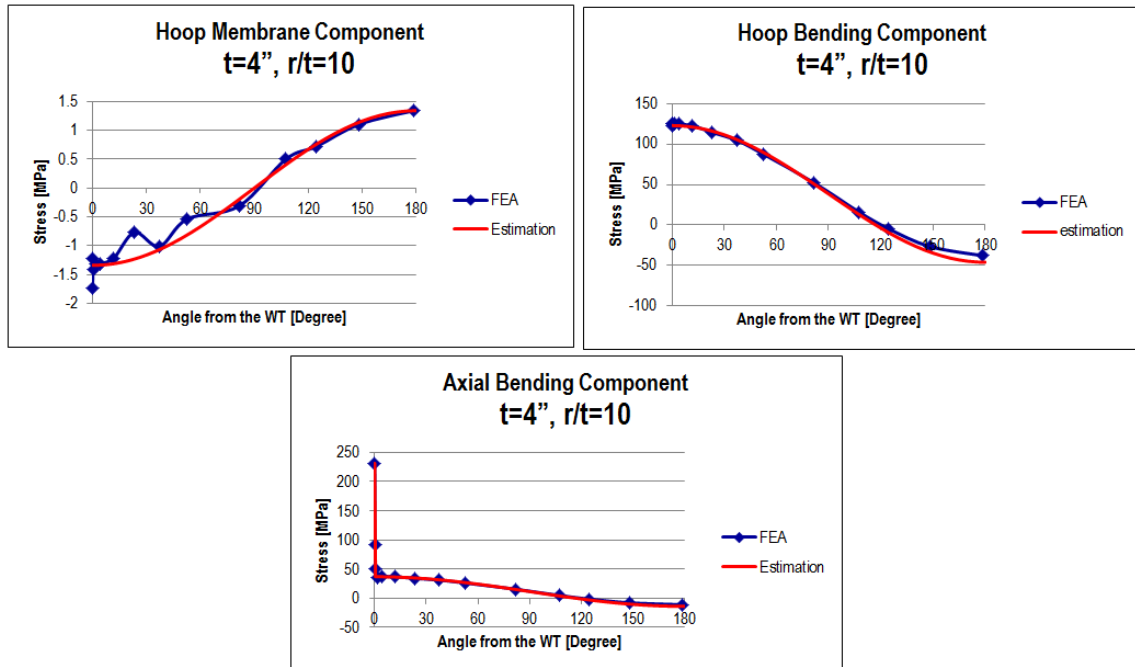 Hoop Membrane Component
t=4”, r/t=10
1.5
1
0.5
0
-0.5
-1
-1.5
-2
0 30 60 90 120 150 180
Stress [MPa]
Angle from the WT [Degree]
FEA
Estimation
Hoop Bending Component
t=4”, r/t=10
150
100
50
0
-50
-100
0 30 60 90 120 150 180
Stress [MPa]
Angle from the WT [Degree]
FEA
estimation
Axial Bending Component
t=4”, r/t=10
250
200
150
100
50
0
-50
0 30 60 90 120 150 180
Stress [MPa]
Angle from the WT [Degree]
FEA
Estimation